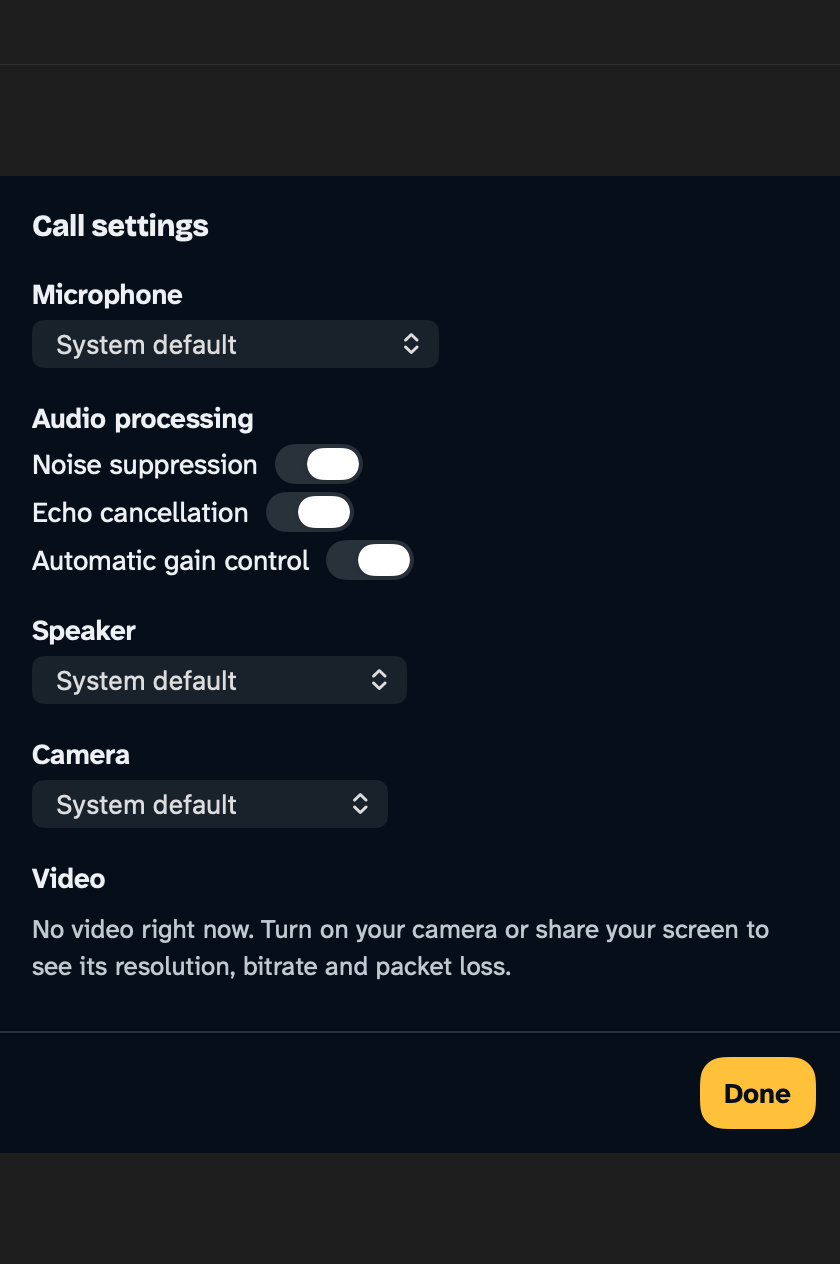 Call settings
Microphone
System default
Audio processing
Noise suppression
Echo cancellation
Automatic gain control
Speaker
System default
Camera
System default
Video
No video right now. Turn on your camera or share your screen to
see its resolution, bitrate and packet loss.
Done